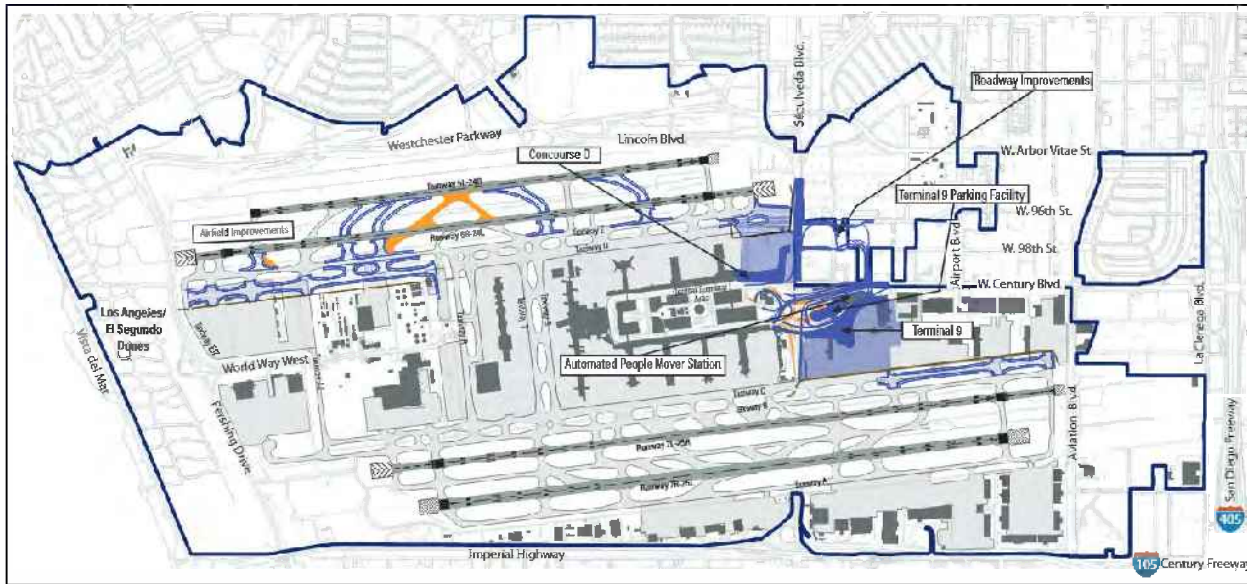 Roadway Improvements
Sepulveda Blvd.
Westchester Parkway
Lincoln Blvd.
W. Arbor Vitae St.
Concourse 0
Terminal 9 Parking Facility
W. 96th St.
Airfield Improvements
Airport Blvd
W. 98th St.
W. Century Blvd.
Los Angeles/
El Segundo
Dunes
Terminal 9
La Cienega Blvd.
Vista del Mar
World Way West
Automated People Mover Station
Taxiway C
Pershing Drive
Aviation Blvd.
San Diego Freeway
405
Imperial Highway
105 Century Freeway